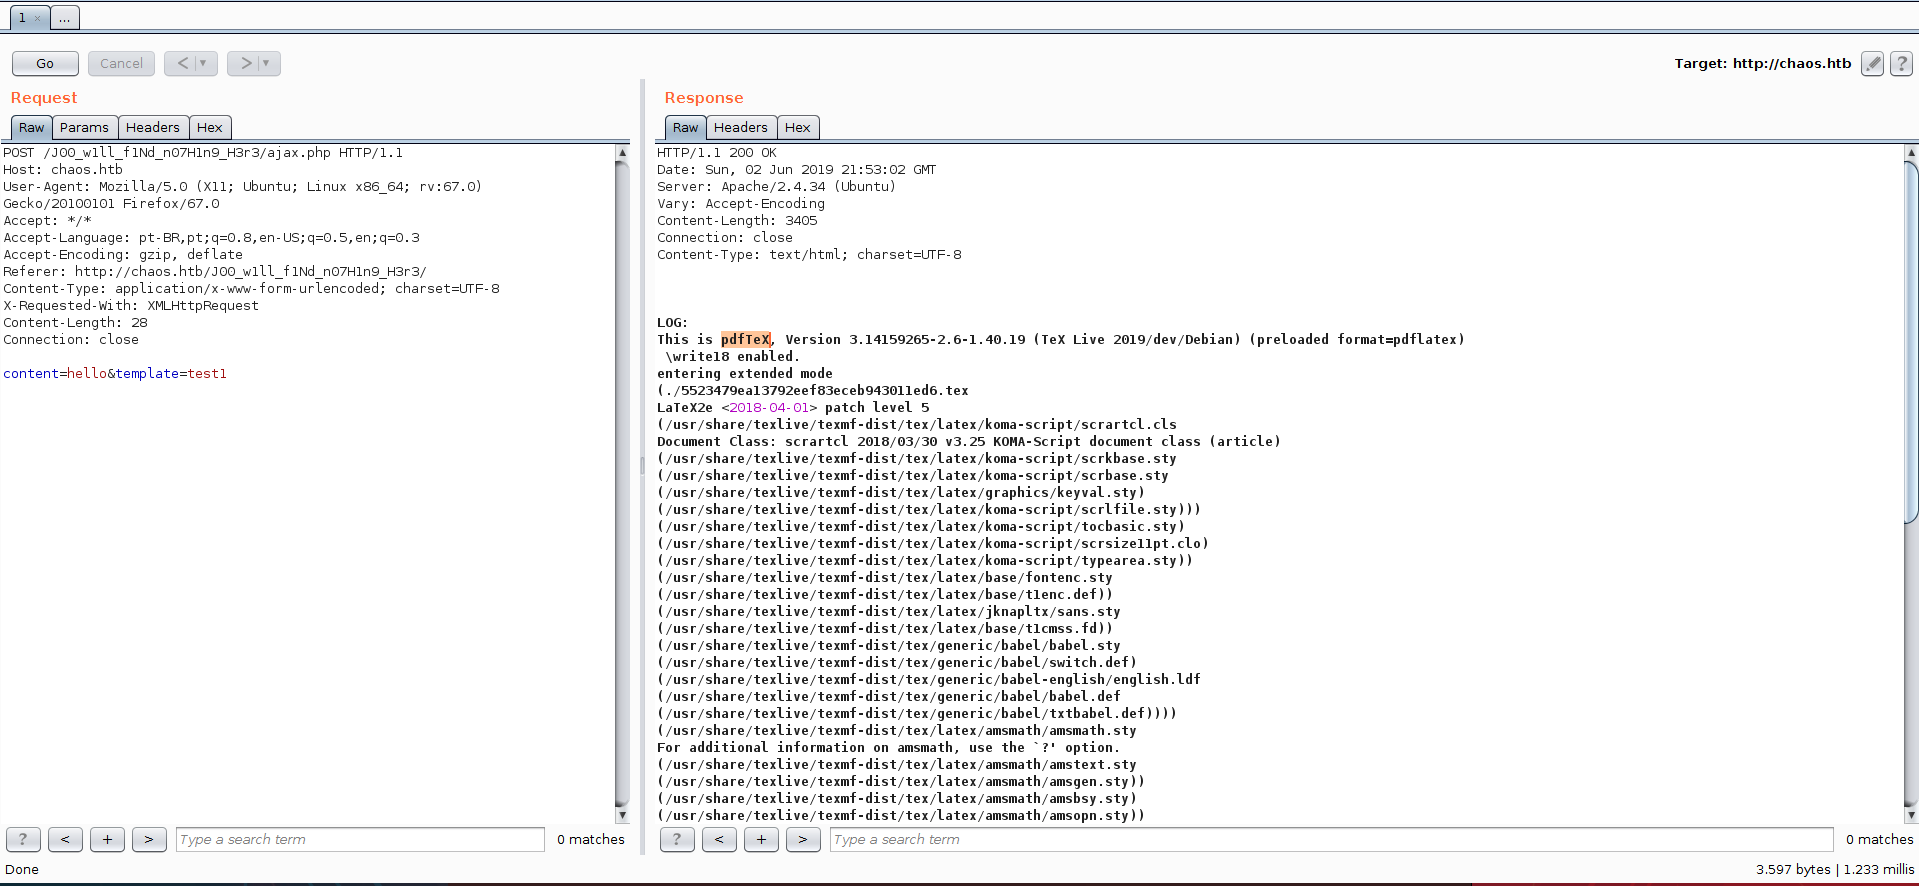 1 × ...
Go Cancel < ▼ > ▼ Target: http://chaos.htb ?
Request
Raw Params Headers Hex
POST /J00_w1ll_f1Nd_n07H1n9_H3r3/ajax.php HTTP/1.1
Host: chaos.htb
User-Agent: Mozilla/5.0 (X11; Ubuntu; Linux x86_64; rv:67.0)
Gecko/20100101 Firefox/67.0
Accept: */*
Accept-Language: pt-BR,pt;q=0.8,en-US;q=0.5,en;q=0.3
Accept-Encoding: gzip, deflate
Referer: http://chaos.htb/J00_w1ll_f1Nd_n07H1n9_H3r3/
Content-Type: application/x-www-form-urlencoded; charset=UTF-8
X-Requested-With: XMLHttpRequest
Content-Length: 28
Connection: close
content=hello&template=test1
? < + > Type a search term 0 matches
Response
Raw Headers Hex
HTTP/1.1 200 OK
Date: Sun, 02 Jun 2019 21:53:02 GMT
Server: Apache/2.4.34 (Ubuntu)
Vary: Accept-Encoding
Content-Length: 3405
Connection: close
Content-Type: text/html; charset=UTF-8
LOG:
This is pdfTeX, Version 3.14159265-2.6-1.40.19 (TeX Live 2019/dev/Debian) (preloaded format=pdflatex)
\write18 enabled.
entering extended mode
(./5523479ea13792eef83eceb943011ed6.tex
LaTeX2e <2018-04-01> patch level 5
(/usr/share/texlive/texmf-dist/tex/latex/koma-script/scrartcl.cls
Document Class: scrartcl 2018/03/30 v3.25 KOMA-Script document class (article)
(/usr/share/texlive/texmf-dist/tex/latex/koma-script/scrkbase.sty
(/usr/share/texlive/texmf-dist/tex/latex/koma-script/scrbase.sty
(/usr/share/texlive/texmf-dist/tex/latex/graphics/keyval.sty)
(/usr/share/texlive/texmf-dist/tex/latex/koma-script/scrlfile.sty)))
(/usr/share/texlive/texmf-dist/tex/latex/koma-script/tocbasic.sty)
(/usr/share/texlive/texmf-dist/tex/latex/koma-script/scrsize11pt.clo)
(/usr/share/texlive/texmf-dist/tex/latex/koma-script/typearea.sty))
(/usr/share/texlive/texmf-dist/tex/latex/base/fontenc.sty
(/usr/share/texlive/texmf-dist/tex/latex/base/t1enc.def))
(/usr/share/texlive/texmf-dist/tex/latex/jknapltx/sans.sty
(/usr/share/texlive/texmf-dist/tex/latex/base/t1cmss.fd))
(/usr/share/texlive/texmf-dist/tex/generic/babel/babel.sty
(/usr/share/texlive/texmf-dist/tex/generic/babel/switch.def)
(/usr/share/texlive/texmf-dist/tex/generic/babel-english/english.ldf
(/usr/share/texlive/texmf-dist/tex/generic/babel/babel.def
(/usr/share/texlive/texmf-dist/tex/generic/babel/txtbabel.def))))
(/usr/share/texlive/texmf-dist/tex/latex/amsmath/amsmath.sty
For additional information on amsmath, use the `?' option.
(/usr/share/texlive/texmf-dist/tex/latex/amsmath/amstext.sty
(/usr/share/texlive/texmf-dist/tex/latex/amsmath/amsgen.sty))
(/usr/share/texlive/texmf-dist/tex/latex/amsmath/amsbsy.sty)
(/usr/share/texlive/texmf-dist/tex/latex/amsmath/amsopn.sty))
? < + > Type a search term 0 matches
Done 3.597 bytes | 1.233 millis